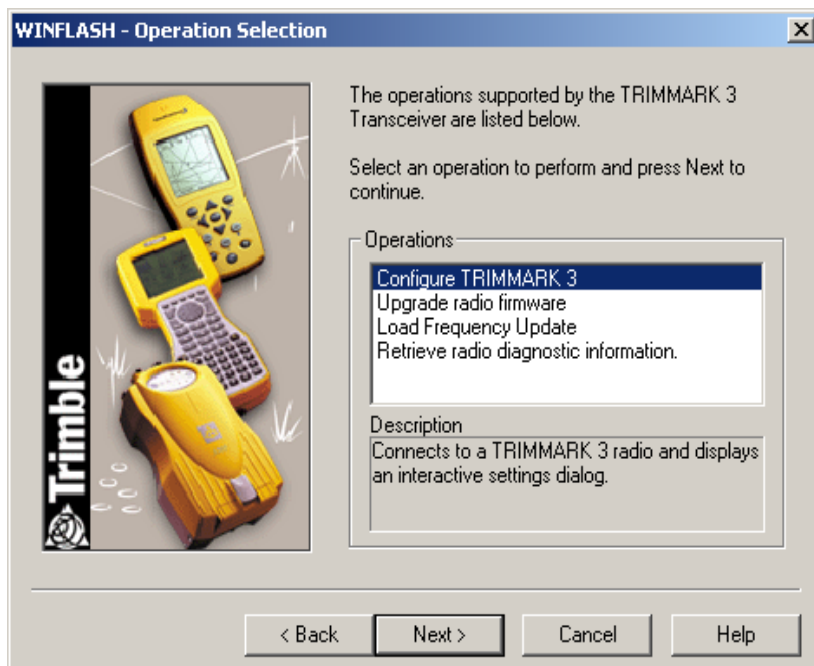 WINFLASH - Operation Selection
The operations supported by the TRIMMARK 3
Transceiver are listed below.
Select an operation to perform and press Next to
continue.
Operations
Configure TRIMMARK 3
Upgrade radio firmware
Load Frequency Update
Retrieve radio diagnostic information.
Description
Connects to a TRIMMARK 3 radio and displays
an interactive settings dialog.
Trimble
< Back
Next >
Cancel
Help